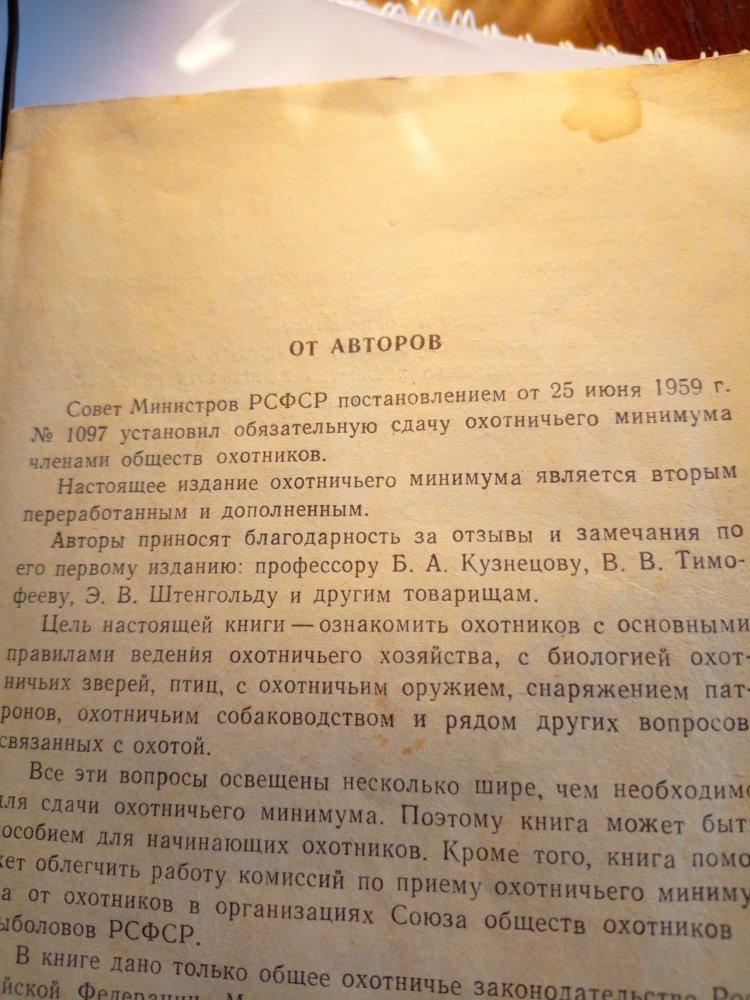 ОТ АВТОРОВ
Совет Министров РСФСР постановлением от 25 июня 1959 г.
№ 1097 установил обязательную сдачу охотничьего минимума
членами обществ охотников.
Настоящее издание охотничьего минимума является вторым
переработанным и дополненным.
Авторы приносят благодарность за отзывы и замечания по
его первому изданию: профессору Б. А. Кузнецову, В. В. Тимо-
фееву, Э. В. Штенгольду и другим товарищам.
Цель настоящей книги — ознакомить охотников с основными
правилами ведения охотничьего хозяйства, с биологией охот-
ничьих зверей, птиц, с охотничьим оружием, снаряжением пат-
ронов, охотничьим собаководством и рядом других вопросов
связанных с охотой.
Все эти вопросы освещены несколько шире, чем необходимо
для сдачи охотничьего минимума. Поэтому книга может быт
пособием для начинающих охотников. Кроме того, книга помо
жет облегчить работу комиссий по приему охотничьего миниму
а от охотников в организациях Союза обществ охотников
ыболовов РСФСР.
В книге дано только общее охотничье законодательство Рос
ийской Федерации.